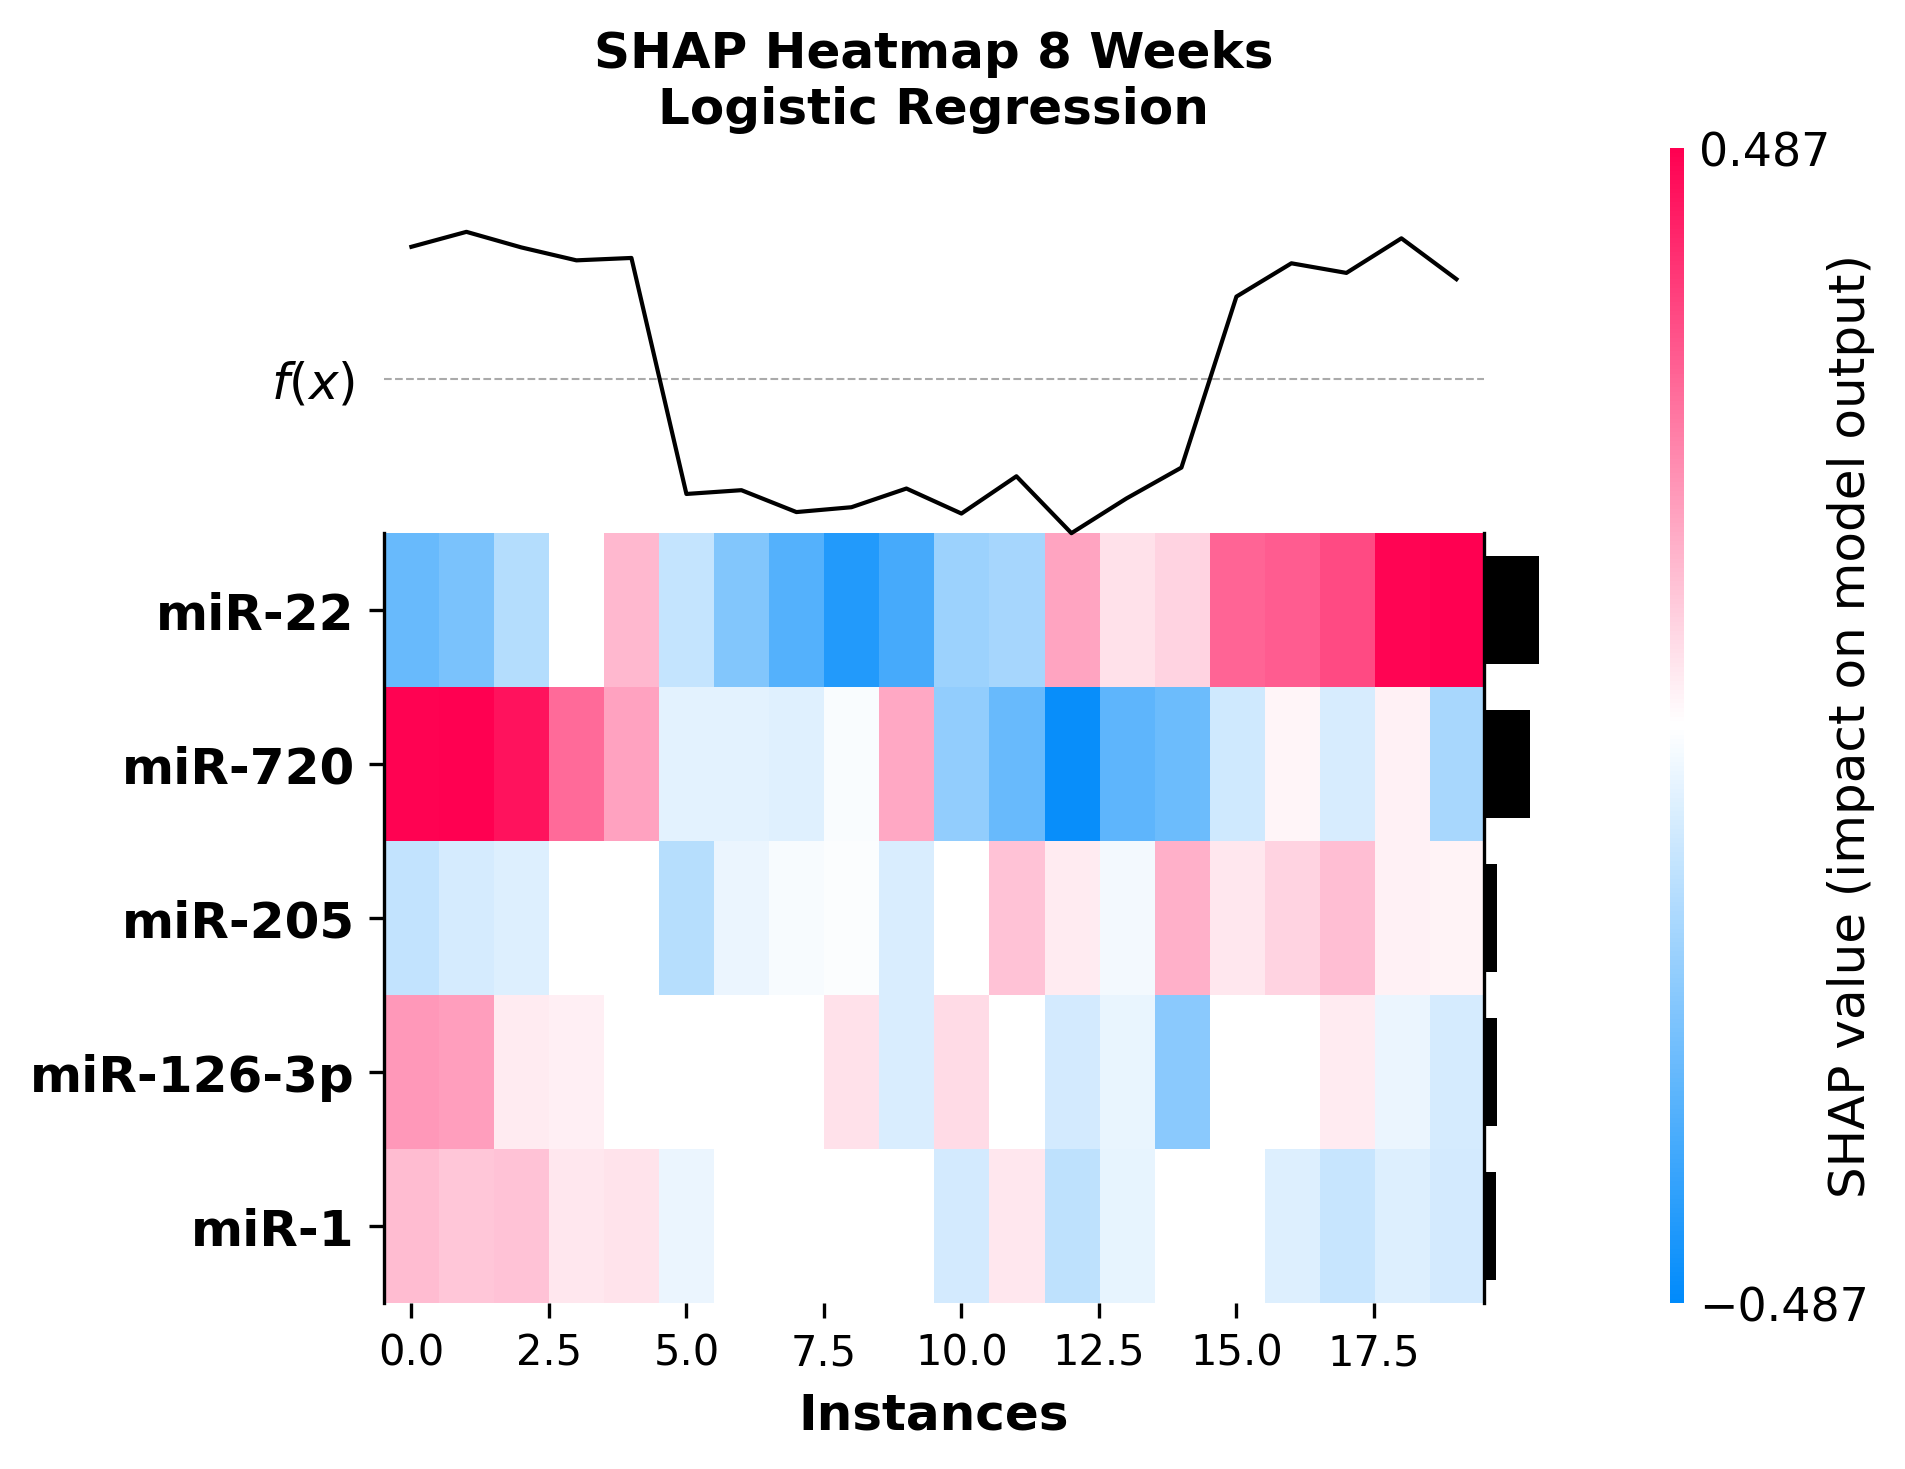 SHAP Heatmap 8 Weeks
Logistic Regression
0.487
f(x)
miR-22
miR-720
miR-205
miR-126-3p
miR-1
−0.487
SHAP value (impact on model output)
0.0 2.5 5.0 7.5 10.0 12.5 15.0 17.5
Instances